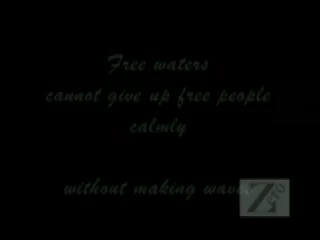 Free waters
cannot give up free people
calmly
without making waves